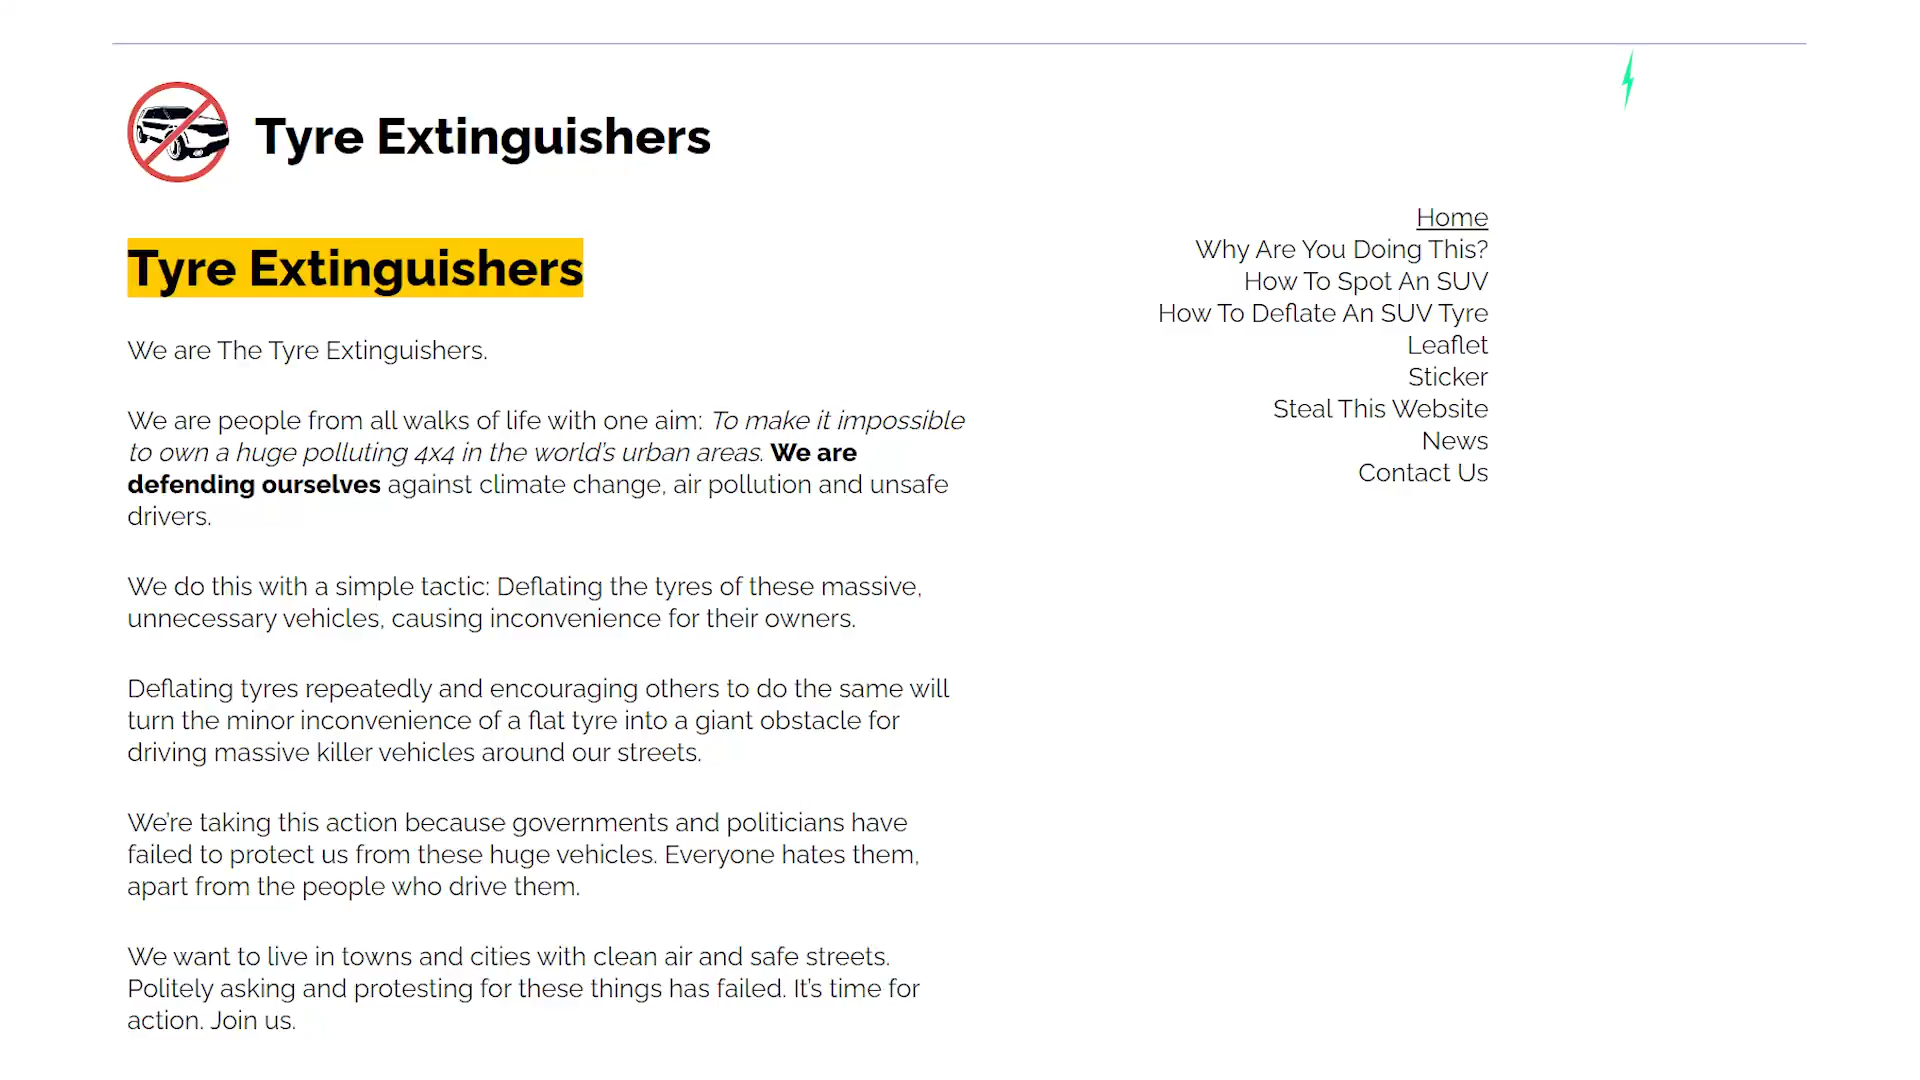 Tyre Extinguishers
Tyre Extinguishers
We are The Tyre Extinguishers.
We are people from all walks of life with one aim: To make it impossible
to own a huge polluting 4x4 in the world's urban areas. We are
defending ourselves against climate change, air pollution and unsafe
drivers.
We do this with a simple tactic: Deflating the tyres of these massive,
unnecessary vehicles, causing inconvenience for their owners.
Deflating tyres repeatedly and encouraging others to do the same will
turn the minor inconvenience of a flat tyre into a giant obstacle for
driving massive killer vehicles around our streets.
We're taking this action because governments and politicians have
failed to protect us from these huge vehicles. Everyone hates them,
apart from the people who drive them.
We want to live in towns and cities with clean air and safe streets.
Politely asking and protesting for these things has failed. It's time for
action. Join us.
Home
Why Are You Doing This?
How To Spot An SUV
How To Deflate An SUV Tyre
Leaflet
Sticker
Steal This Website
News
Contact Us